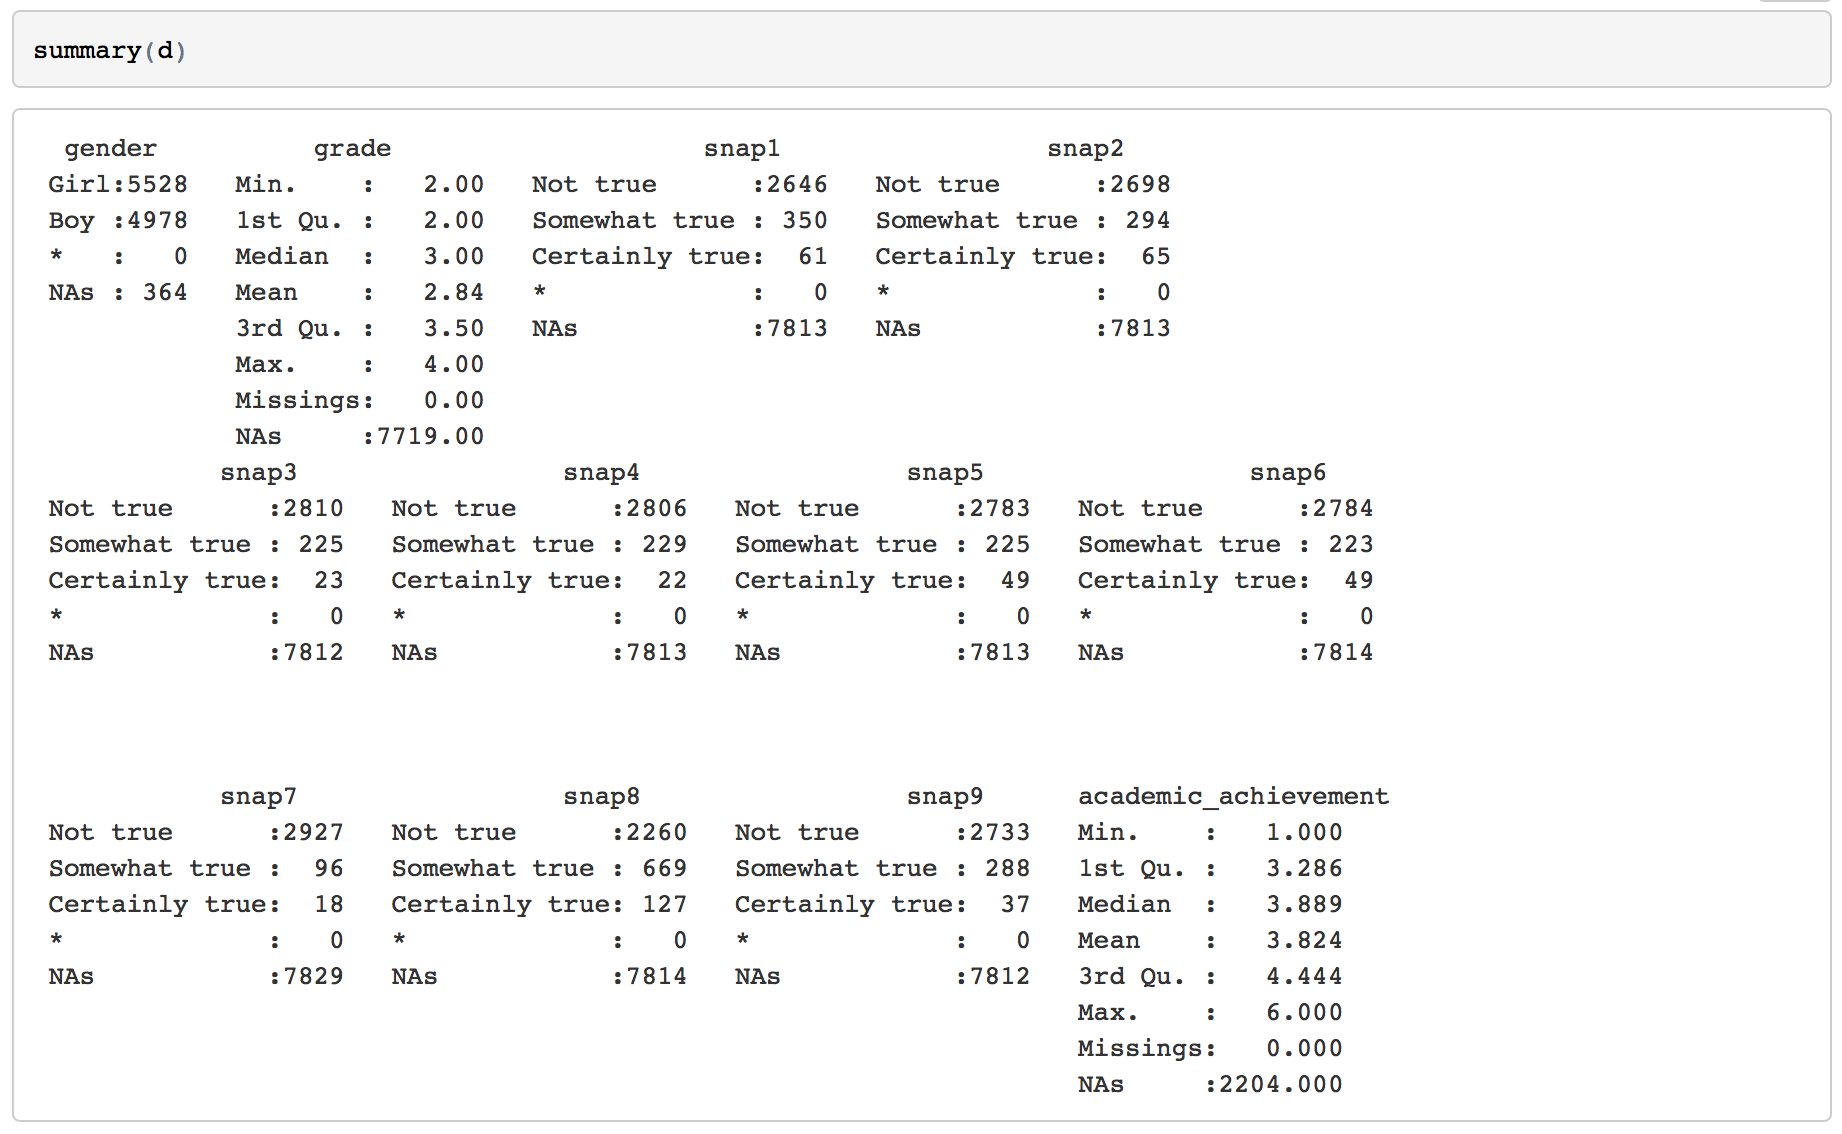 summary(d)
 gender          grade                    snap1                 snap2
Girl:5528   Min.    :   2.00   Not true      :2646   Not true      :2698
Boy :4978   1st Qu. :   2.00   Somewhat true : 350   Somewhat true : 294
*   :   0   Median  :   3.00   Certainly true:  61   Certainly true:  65
NAs : 364   Mean    :   2.84   *             :   0   *             :   0
            3rd Qu. :   3.50   NAs           :7813   NAs           :7813
            Max.    :   4.00
            Missings:   0.00
            NAs     :7719.00
           snap3                 snap4                 snap5                 snap6
Not true      :2810   Not true      :2806   Not true      :2783   Not true      :2784
Somewhat true : 225   Somewhat true : 229   Somewhat true : 225   Somewhat true : 223
Certainly true:  23   Certainly true:  22   Certainly true:  49   Certainly true:  49
*             :   0   *             :   0   *             :   0   *             :   0
NAs           :7812   NAs           :7813   NAs           :7813   NAs           :7814
           snap7                 snap8                 snap9      academic_achievement
Not true      :2927   Not true      :2260   Not true      :2733   Min.    :   1.000
Somewhat true :  96   Somewhat true : 669   Somewhat true : 288   1st Qu. :   3.286
Certainly true:  18   Certainly true: 127   Certainly true:  37   Median  :   3.889
*             :   0   *             :   0   *             :   0   Mean    :   3.824
NAs           :7829   NAs           :7814   NAs           :7812   3rd Qu. :   4.444
                                                                  Max.    :   6.000
                                                                  Missings:   0.000
                                                                  NAs     :2204.000